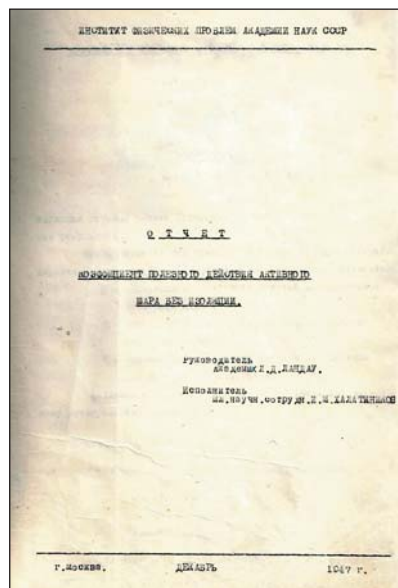 ИНСТИТУТ ФИЗИЧЕСКИХ ПРОБЛЕМ АКАДЕМИИ НАУК СССР
О Т Ч Е Т
КОЭФФИЦИЕНТ ПОЛЕЗНОГО ДЕЙСТВИЯ АКТИВНОГО
ШАРА БЕЗ ИЗОЛЯЦИИ.
Руководитель
академик Л.Д.ЛАНДАУ.
Исполнитель
мл.научн.сотрудн.И.М.ХАЛАТНИКОВ
г.Москва. ДЕКАБРЬ 1947 г.